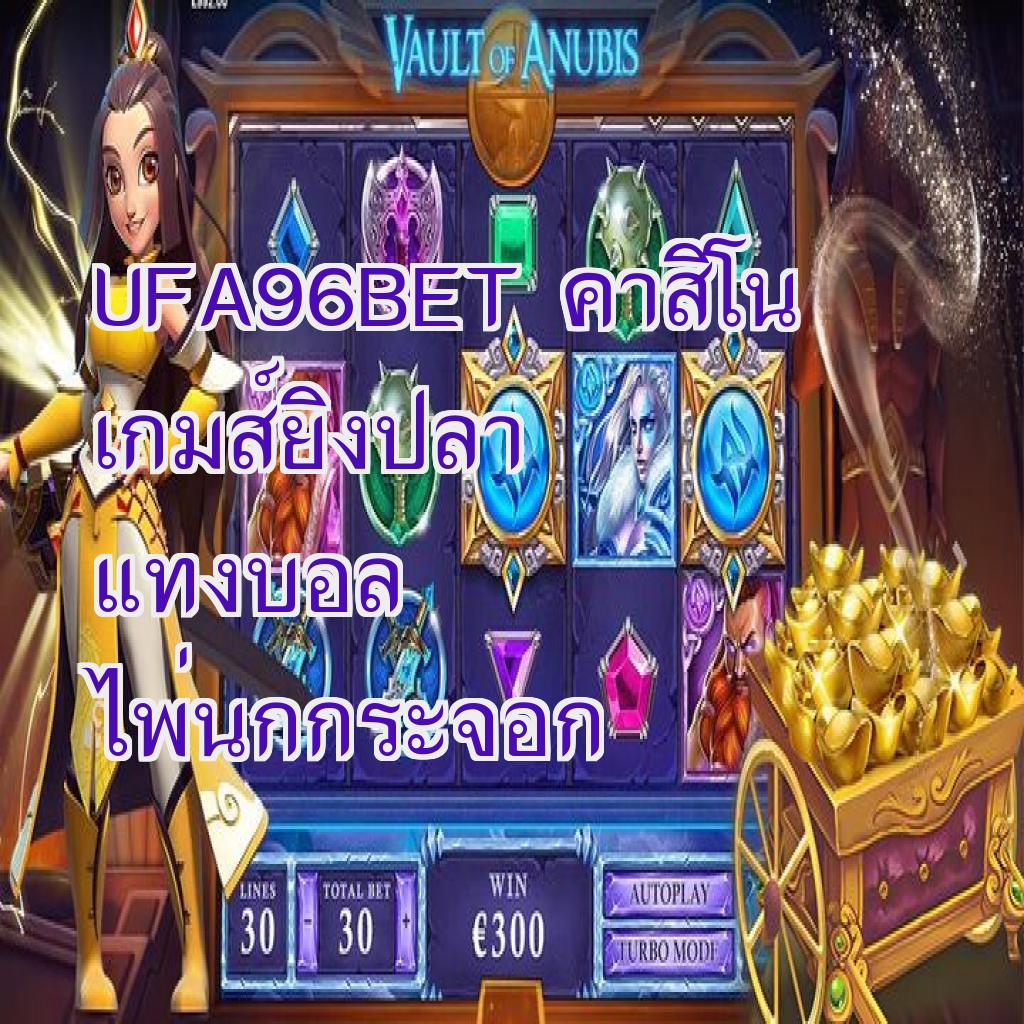 VAULT OF ANUBIS
UFA96BET คาสีโน
เกมส์ยิงปลา
แทงบอล
ไพ่นกกระจอก
LINES
30
TOTAL BET
- 30 +
WIN
€300
AUTOPLAY
TURBO MODE